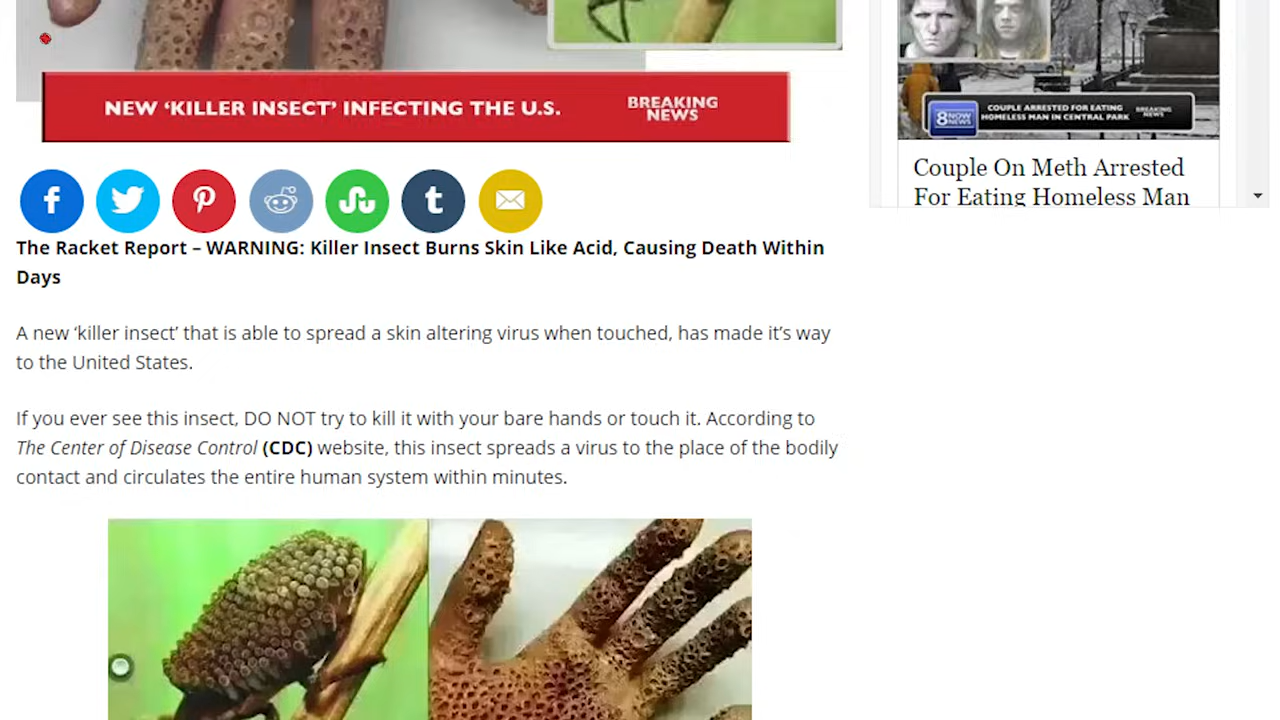 NEW ‘KILLER INSECT’ INFECTING THE U.S.
BREAKING
NEWS
f
t
The Racket Report – WARNING: Killer Insect Burns Skin Like Acid, Causing Death Within
Days
A new ‘killer insect’ that is able to spread a skin altering virus when touched, has made it’s way
to the United States.
If you ever see this insect, DO NOT try to kill it with your bare hands or touch it. According to
The Center of Disease Control (CDC) website, this insect spreads a virus to the place of the bodily
contact and circulates the entire human system within minutes.
8NOW
NEWS
COUPLE ARRESTED FOR EATING
HOMELESS MAN IN CENTRAL PARK
BREAKING
NEWS
Couple On Meth Arrested
For Eating Homeless Man